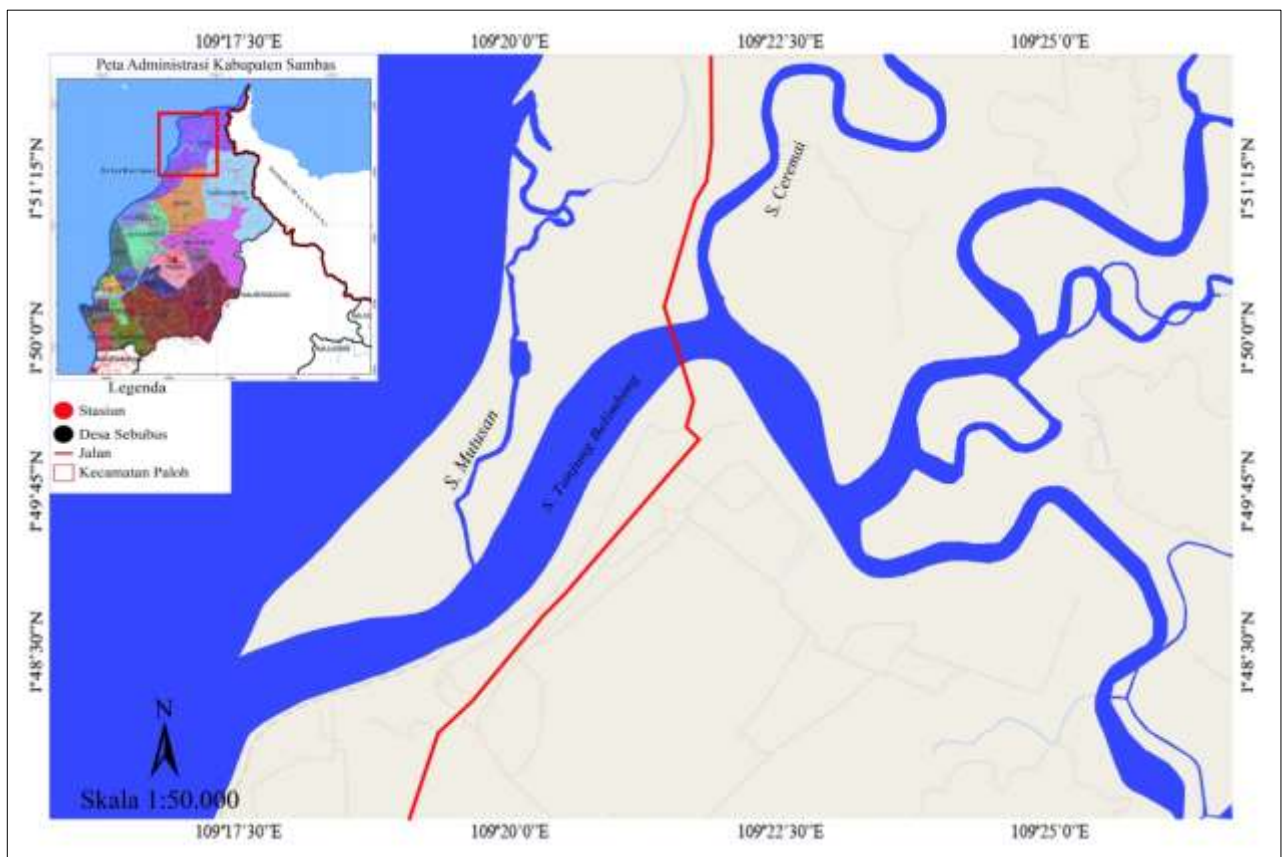 109°17'30"E 109°20'0"E 109°22'30"E 109°25'0"E
Peta Administrasi Kabupaten Sambas
Legenda
Stasiun
Desa Sebubus
Jalan
Kecamatan Paloh
1°51'15"N
1°50'0"N
1°49'45"N
1°48'30"N
S. Mutusan
S. Tanjung Belimbing
S. Ceremai
1°51'15"N
1°50'0"N
1°49'45"N
1°48'30"N
N
Skala 1:50.000
109°17'30"E 109°20'0"E 109°22'30"E 109°25'0"E